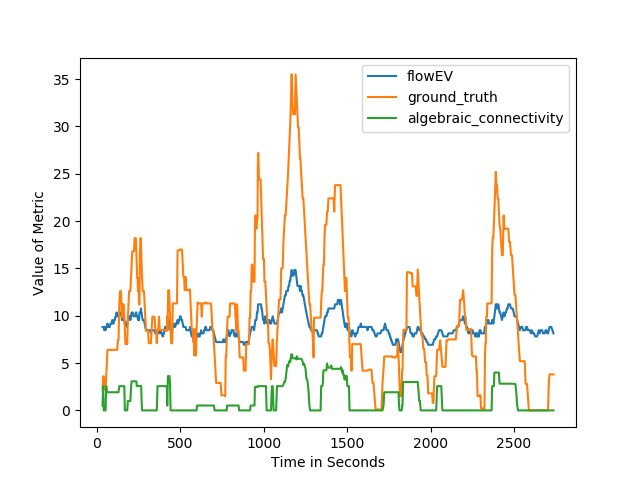 flowEV
ground_truth
algebraic_connectivity
35
30
25
20
15
10
5
0
Value of Metric
0 500 1000 1500 2000 2500
Time in Seconds